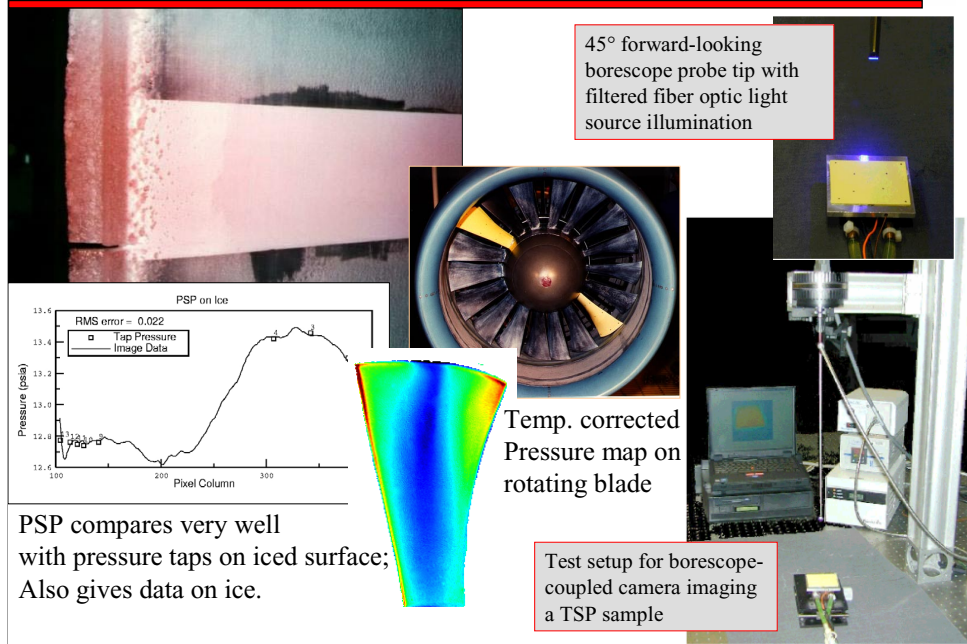 45° forward-looking
borescope probe tip with
filtered fiber optic light
source illumination
PSP on Ice
RMS error = 0.022
Tap Pressure
Image Data
Pressure (psia)
13.6
13.4
13.2
13.0
12.8
12.6
4
3
9
100
200
300
Pixel Column
Temp. corrected
Pressure map on
rotating blade
PSP compares very well
with pressure taps on iced surface;
Also gives data on ice.
Test setup for borescope-
coupled camera imaging
a TSP sample